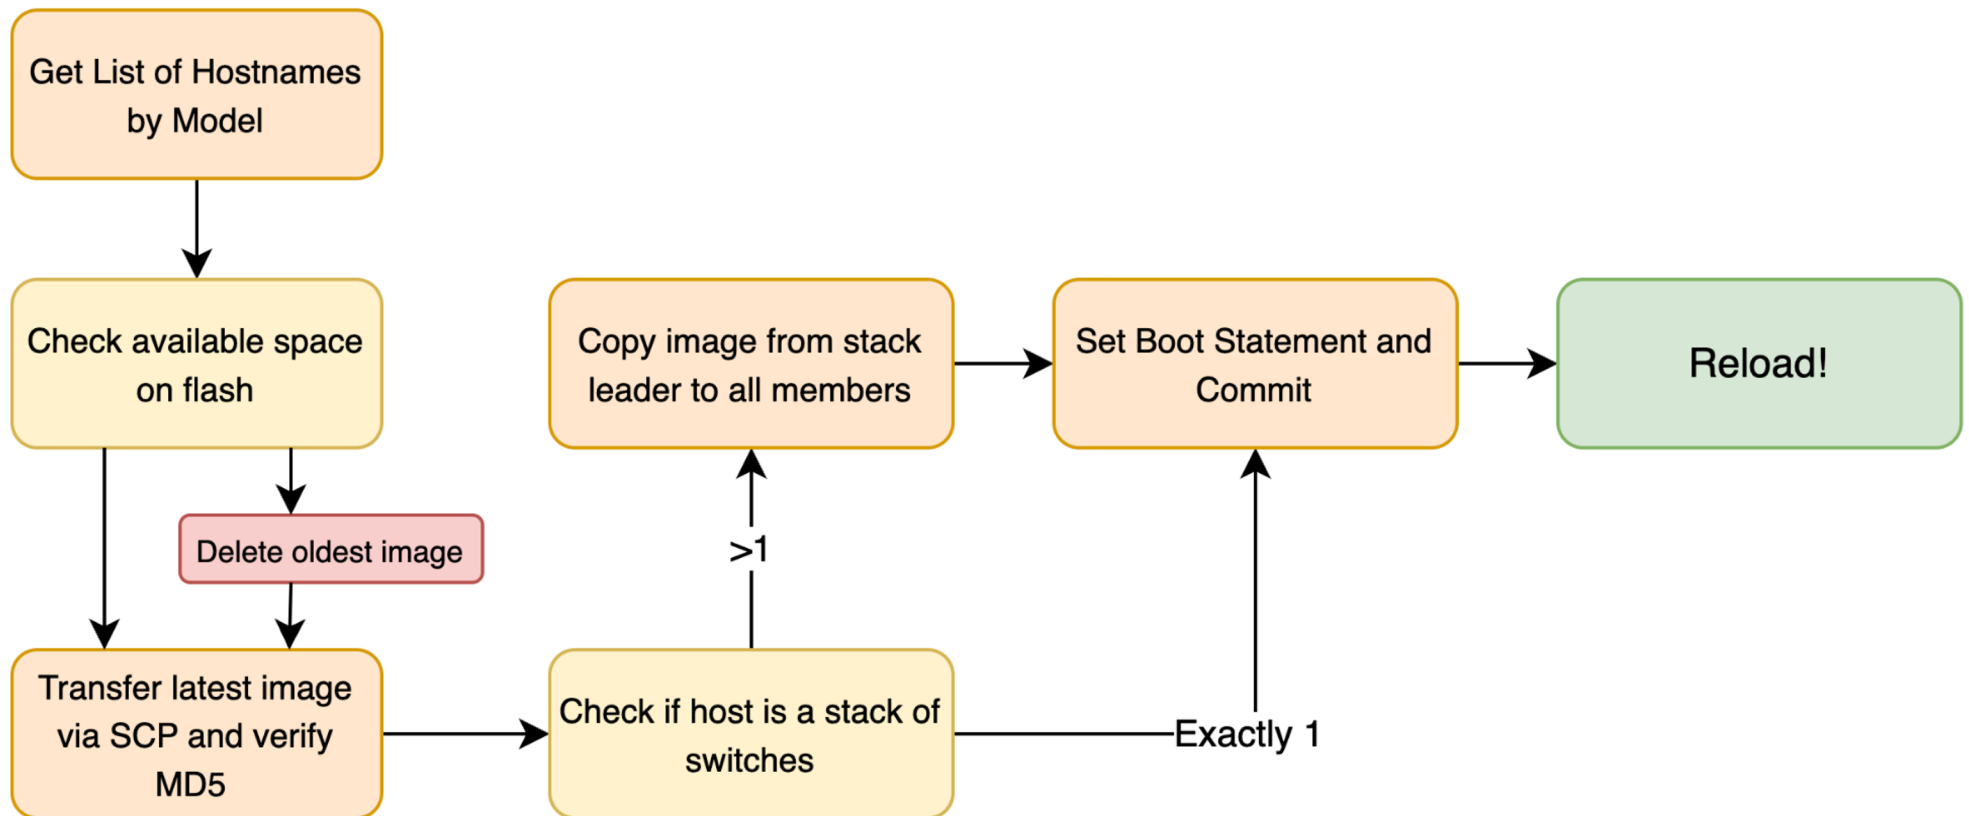 Get List of Hostnames
by Model
Check available space
on flash
Delete oldest image
Transfer latest image
via SCP and verify
MD5
Check if host is a stack of
switches
>1
Copy image from stack
leader to all members
Exactly 1
Set Boot Statement and
Commit
Reload!